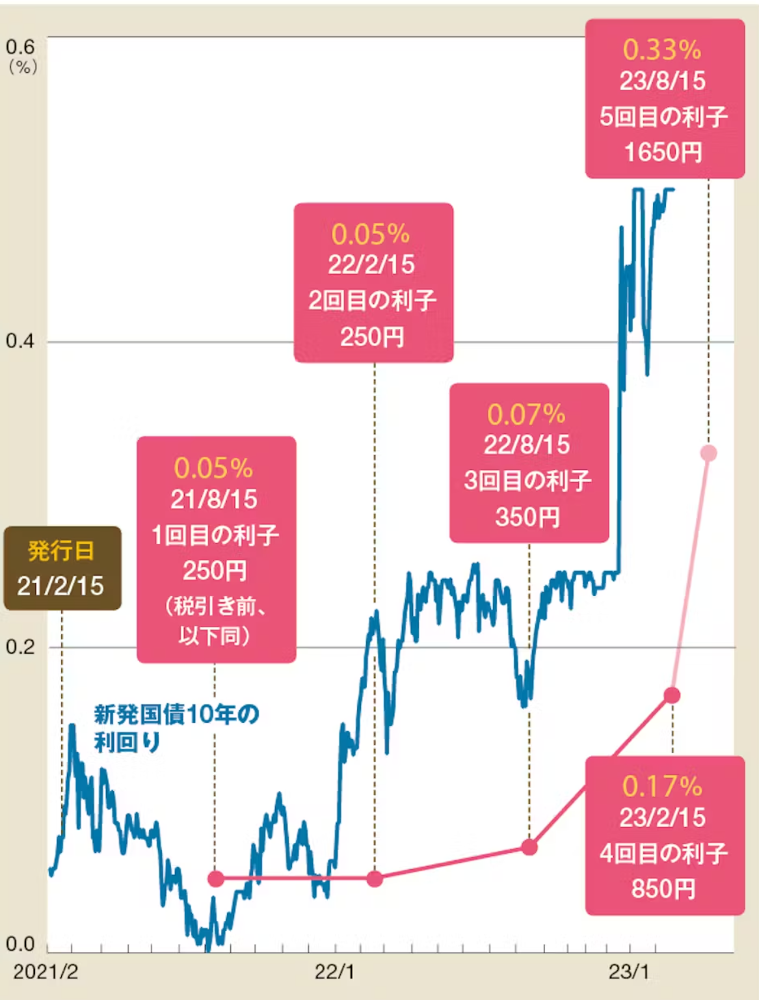 0.6
（%）
0.4
0.2
0.0
2021/2
22/1
23/1
発行日
21/2/15
新発国債10年の
利回り
0.05%
21/8/15
1回目の利子
250円
（税引き前、
以下同）
0.05%
22/2/15
2回目の利子
250円
0.07%
22/8/15
3回目の利子
350円
0.17%
23/2/15
4回目の利子
850円
0.33%
23/8/15
5回目の利子
1650円